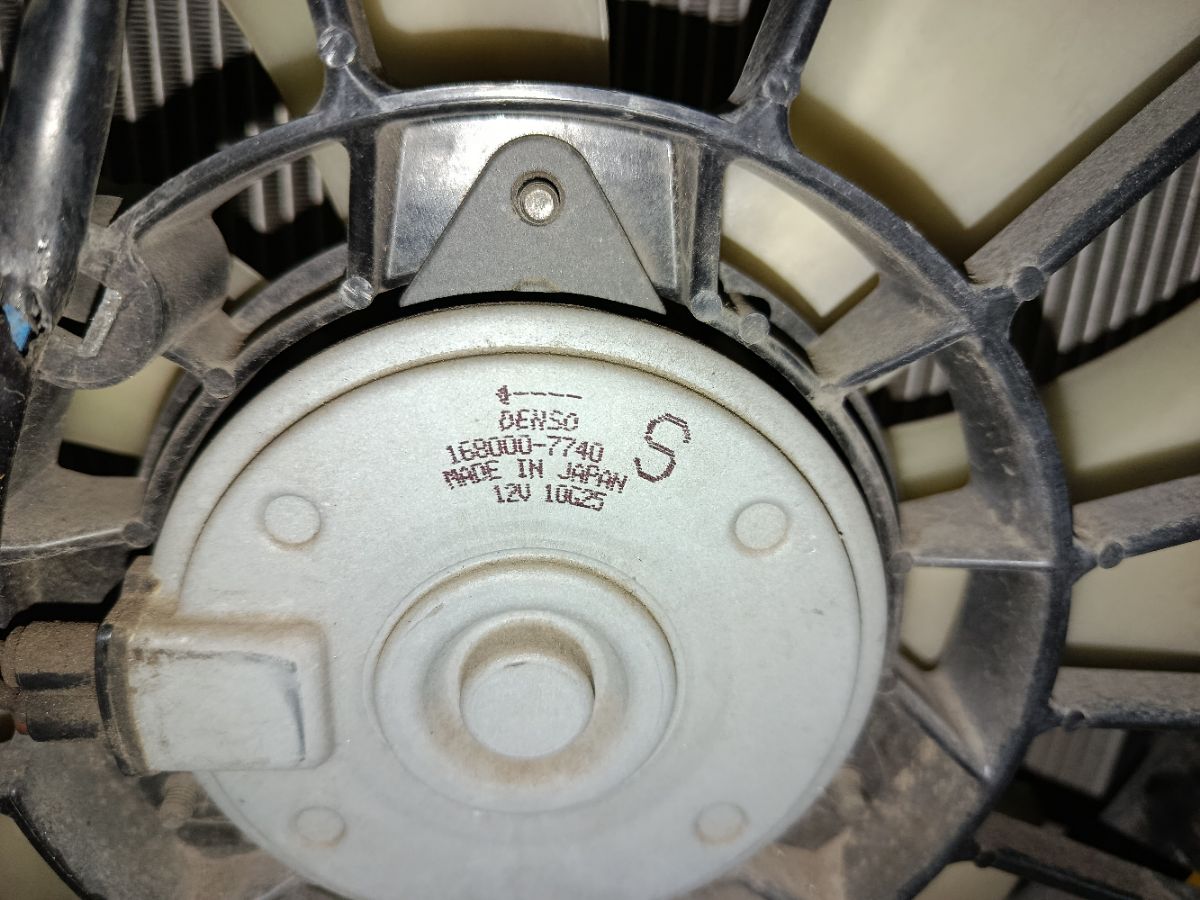 DENSO
168000-7740
MADE IN JAPAN
12V 10G25
S